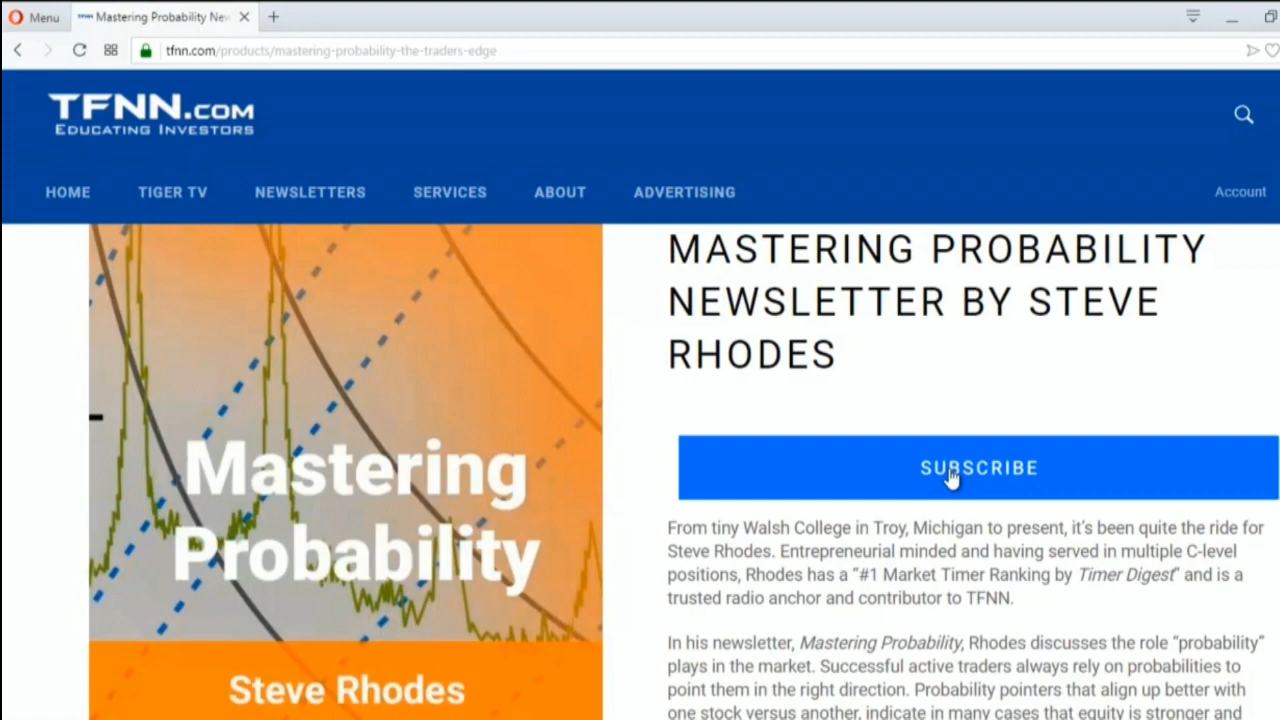 Menu
TFNN Mastering Probability New
tfnn.com/products/mastering-probability-the-traders-edge
TFNN.COM
EDUCATING INVESTORS
HOME TIGER TV NEWSLETTERS SERVICES ABOUT ADVERTISING Account
Mastering
Probability
Steve Rhodes
MASTERING PROBABILITY
NEWSLETTER BY STEVE
RHODES
SUBSCRIBE
From tiny Walsh College in Troy, Michigan to present, it's been quite the ride for
Steve Rhodes. Entrepreneurial minded and having served in multiple C-level
positions, Rhodes has a “#1 Market Timer Ranking by Timer Digest” and is a
trusted radio anchor and contributor to TFNN.
In his newsletter, Mastering Probability, Rhodes discusses the role “probability”
plays in the market. Successful active traders always rely on probabilities to
point them in the right direction. Probability pointers that align up better with
one stock versus another, indicate in many cases that equity is stronger and